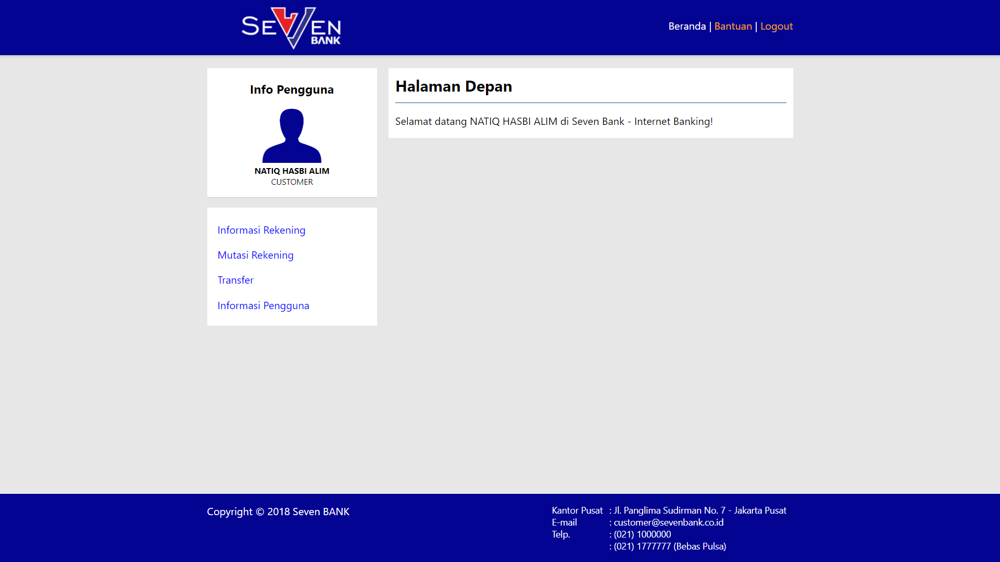 SEVEN
BANK
Beranda | Bantuan | Logout
Info Pengguna
NATIQ HASBI ALIM
CUSTOMER
Informasi Rekening
Mutasi Rekening
Transfer
Informasi Pengguna
Halaman Depan
Selamat datang NATIQ HASBI ALIM di Seven Bank - Internet Banking!
Copyright © 2018 Seven BANK
Kantor Pusat : Jl. Panglima Sudirman No. 7 - Jakarta Pusat
E-mail : customer@sevenbank.co.id
Telp. : (021) 1000000
: (021) 1777777 (Bebas Pulsa)